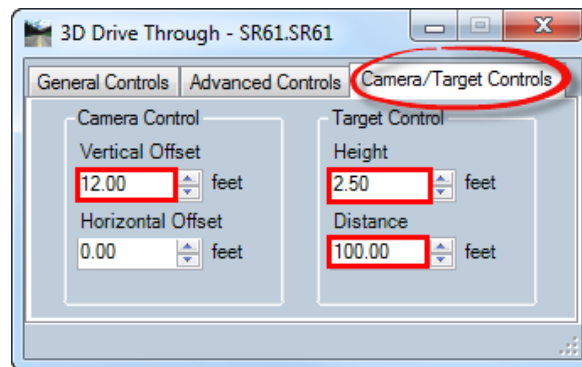 3D Drive Through - SR61.SR61
General Controls Advanced Controls Camera/Target Controls
Camera Control Target Control
Vertical Offset Height
12.00 feet 2.50 feet
Horizontal Offset Distance
0.00 feet 100.00 feet